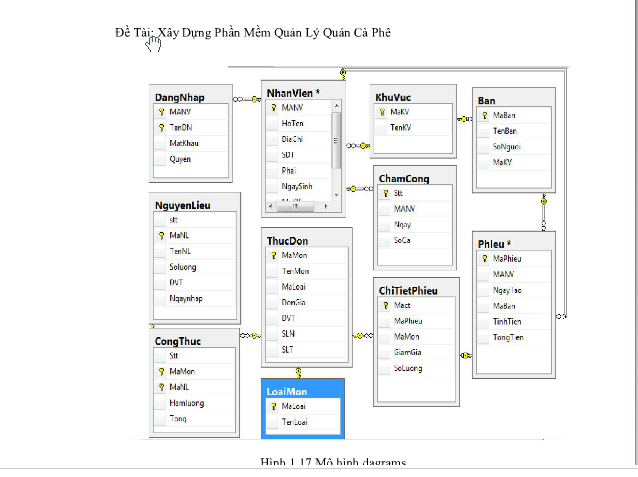 Đề Tài: Xây Dựng Phần Mềm Quản Lý Quán Cà Phê
DangNhap
MANV
TenDN
MatKhau
Quyen
NhanVien *
MANV
HoTen
DiaChi
SDT
Phai
NgaySinh
KhuVuc
MaKV
TenKV
Ban
MaBan
TenBan
SoNguoi
MaKV
ChamCong
Stt
MANV
Ngay
SoCa
NguyenLieu
stt
MaNL
TenNL
Soluong
DVT
Ngaynhap
ThucDon
MaMon
TenMon
MaLoai
DonGia
DVT
SLN
SLT
Phieu *
MaPhieu
MANV
NgayTao
MaBan
TinhTien
TongTien
ChiTietPhieu
Mact
MaPhieu
MaMon
GiamGia
SoLuong
CongThuc
Stt
MaMon
MaNL
Hamluong
Tong
LoaiMon
MaLoai
TenLoai
Hình 1.17 Mô hình dagrams